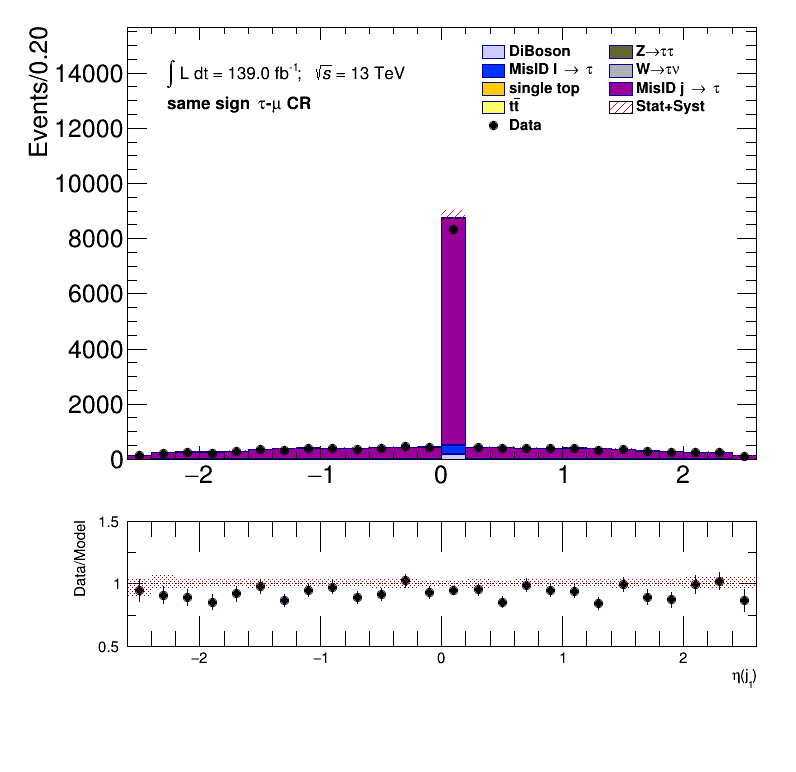 Events/0.20
14000
12000
10000
8000
6000
4000
2000
0
∫ L dt = 139.0 fb⁻¹; √s = 13 TeV
same sign τ-μ CR
DiBoson
MisID l → τ
single top
tt̄
Data
Z→ττ
W→τν
MisID j → τ
Stat+Syst
−2 −1 0 1 2
Data/Model
1.5
1
0.5
−2 −1 0 1 2
η(j₁)